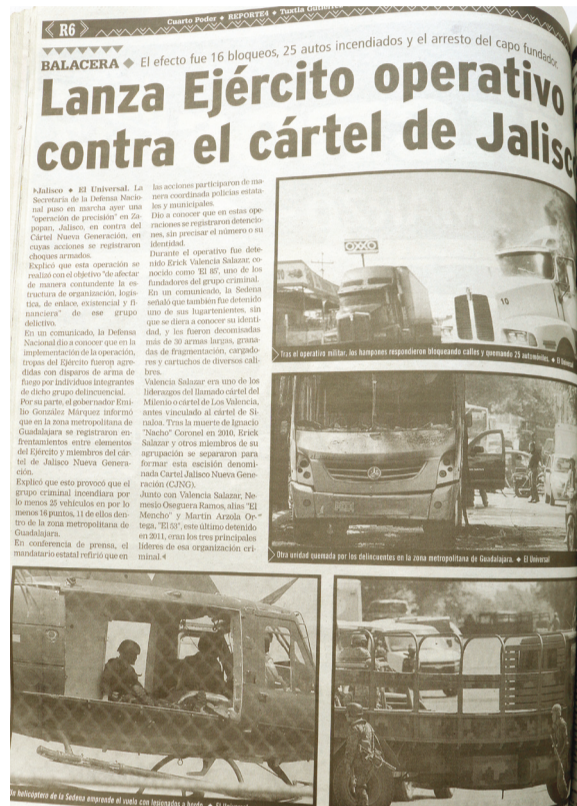 R6
Cuarto Poder ● REPORTE4 ● Tuxtla
BALACERA ◆ El efecto fue 16 bloqueos, 25 autos incendiados y el arresto del capo fundador
Lanza Ejército operativo
contra el cártel de Jalisco
Jalisco ◆ El Universal. La
Secretaría de la Defensa Nacio-
nal puso en marcha ayer una
"operación de precisión" en Za-
popan, Jalisco, en contra del
Cártel Nueva Generación, en
cuyas acciones se registraron
choques armados.
Explicó que esta operación se
realizó con el objetivo "de afectar
de manera contundente la es-
tructura de organización, logís-
tica, de enlace, existencial y fi-
nanciera" de ese grupo
delictivo.
En un comunicado, la Defensa
Nacional dio a conocer que en la
implementación de la operación,
tropas del Ejército fueron agre-
didas con disparos de arma de
fuego por individuos integrantes
de dicho grupo delincuencial.
Por su parte, el gobernador Emi-
lio González Márquez informó
que en la zona metropolitana de
Guadalajara se registraron en-
frentamientos entre elementos
del Ejército y miembros del cár-
tel de Jalisco Nueva Genera-
ción.
Explicó que esto provocó que el
grupo criminal incendiara por
lo menos 25 vehículos en por lo
menos 16 puntos, 11 de ellos den-
tro de la zona metropolitana de
Guadalajara.
En conferencia de prensa, el
mandatario estatal refirió que en
las acciones participaron de ma-
nera coordinada policías estata-
les y municipales.
Dio a conocer que en estas ope-
raciones se registraron detencio-
nes, sin precisar el número o su
identidad.
Durante el operativo fue dete-
nido Erick Valencia Salazar, co-
nocido como "El 85", uno de los
fundadores del grupo criminal.
En un comunicado, la Sedena
señaló que también fue detenido
uno de sus lugartenientes, sin
que se diera a conocer su identi-
dad, y les fueron decomisadas
más de 30 armas largas, grana-
das de fragmentación, cargado-
res y cartuchos de diversos cali-
bres.
Valencia Salazar era uno de los
liderazgos del llamado cártel del
Milenio o cártel de Los Valencia,
antes vinculado al cártel de Si-
naloa. Tras la muerte de Ignacio
"Nacho" Coronel en 2010, Erick
Salazar y otros miembros de su
agrupación se separaron para
formar esta escisión denomi-
nada Cartel Jalisco Nueva Gene-
ración (CJNG).
Junto con Valencia Salazar, Ne-
mesio Oseguera Ramos, alias "El
Mencho" y Martín Arzola Or-
tega, "El 53", este último detenido
en 2011, eran los tres principales
líderes de esa organización cri-
minal.
OXXO
10
Tras el operativo militar, los hampones respondieron bloqueando calles y quemando 25 automóviles. ◆ El
Otra unidad quemada por los delincuentes en la zona metropolitana de Guadalajara. ◆ El Universal
Un helicóptero de la Sedena emprende el vuelo con lesionados a bordo. ◆ El